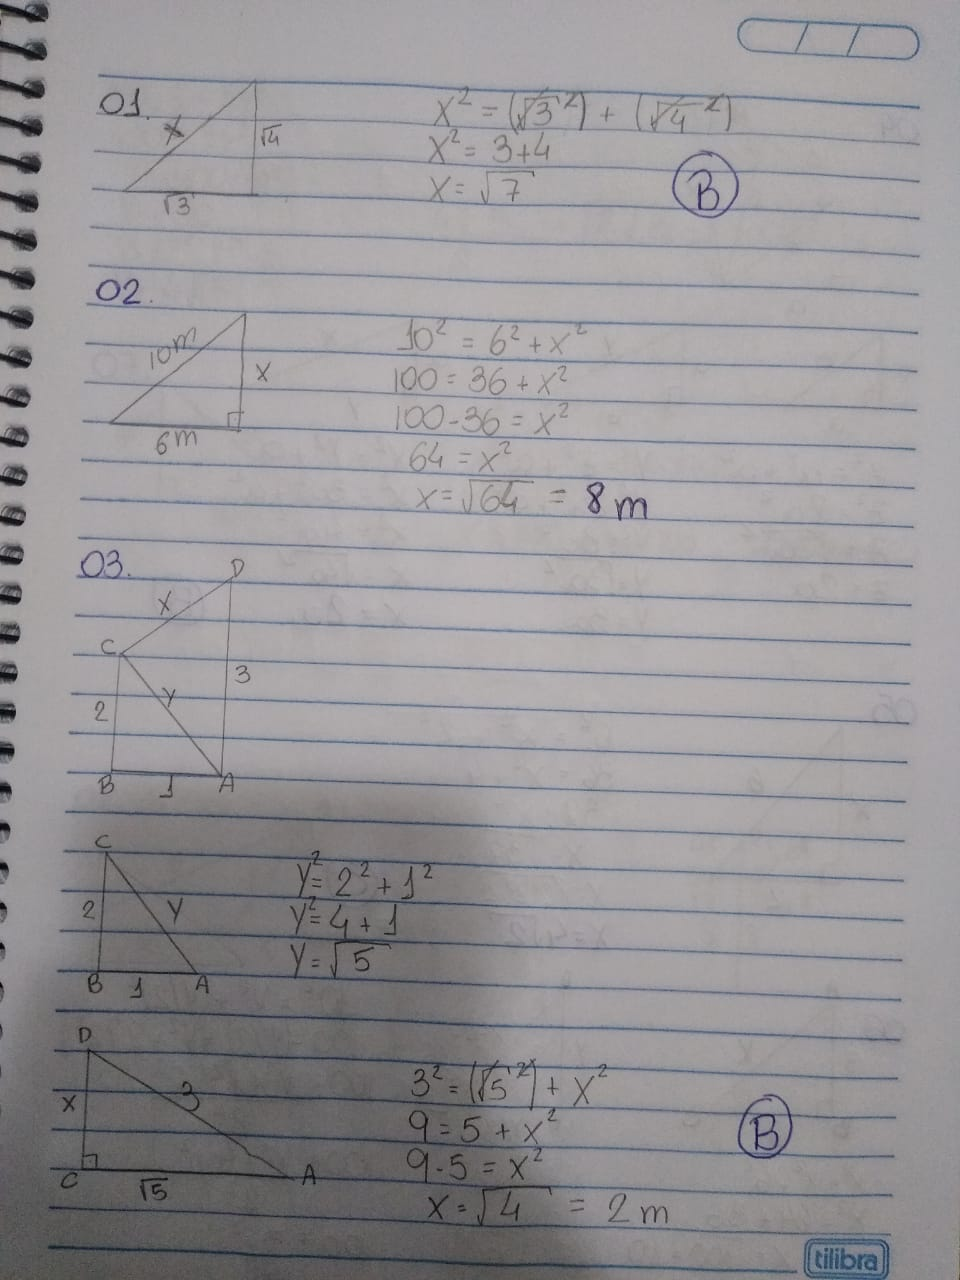 01.
x
√4
√3
x² = (√3²) + (√4²)
x² = 3+4
x = √7
B
02.
10m
x
6m
10² = 6² + x²
100 = 36 + x²
100-36 = x²
64 = x²
x = √64 = 8m
03.
D
x
C
y
3
2
B 1 A
C
2 y
B 1 A
y² = 2² + 1²
y² = 4 + 1
y = √5
D
x 3
C √5 A
3² = (√5²) + x²
9 = 5 + x²
9-5 = x²
x = √4 = 2m
B
tilibra